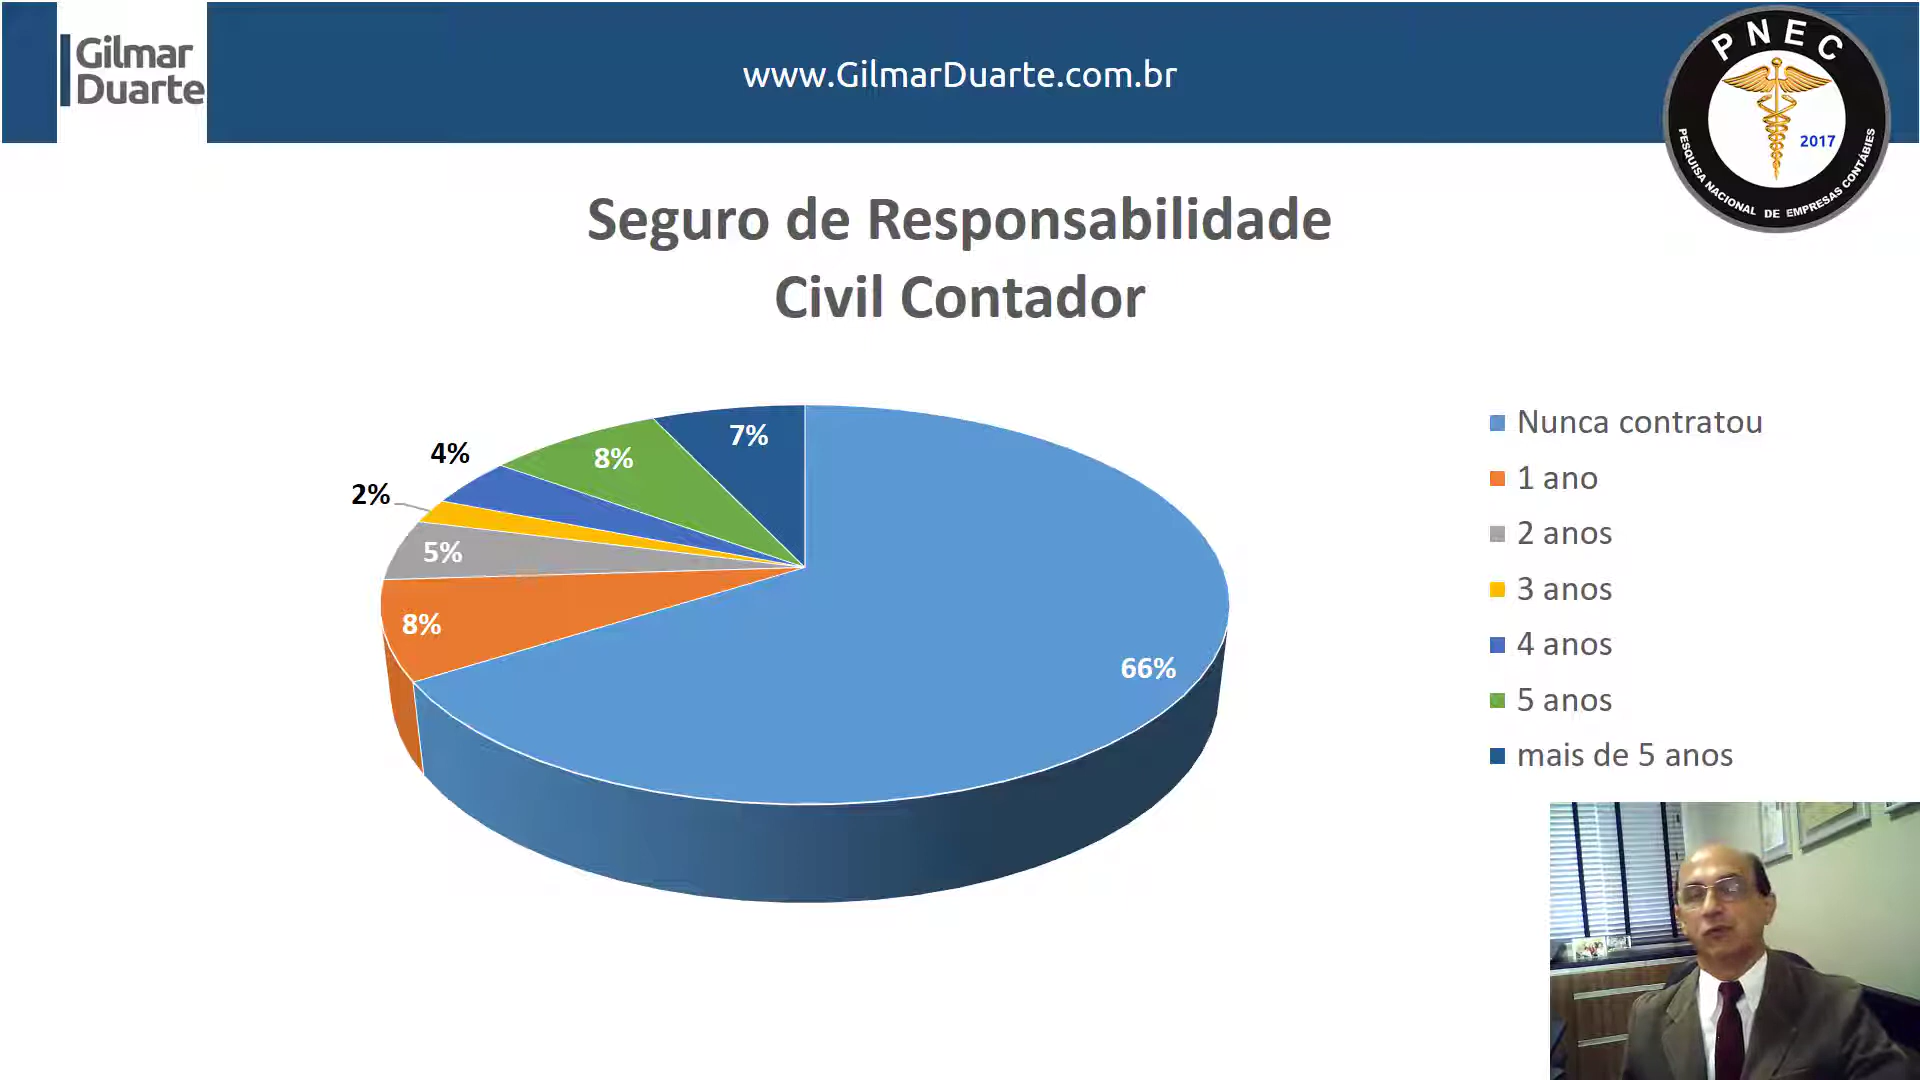 Gilmar
Duarte
www.GilmarDuarte.com.br
PNEC
2017
PESQUISA NACIONAL DE EMPRESAS CONTÁBIES
Seguro de Responsabilidade
Civil Contador
7%
8%
4%
2%
5%
8%
66%
Nunca contratou
1 ano
2 anos
3 anos
4 anos
5 anos
mais de 5 anos